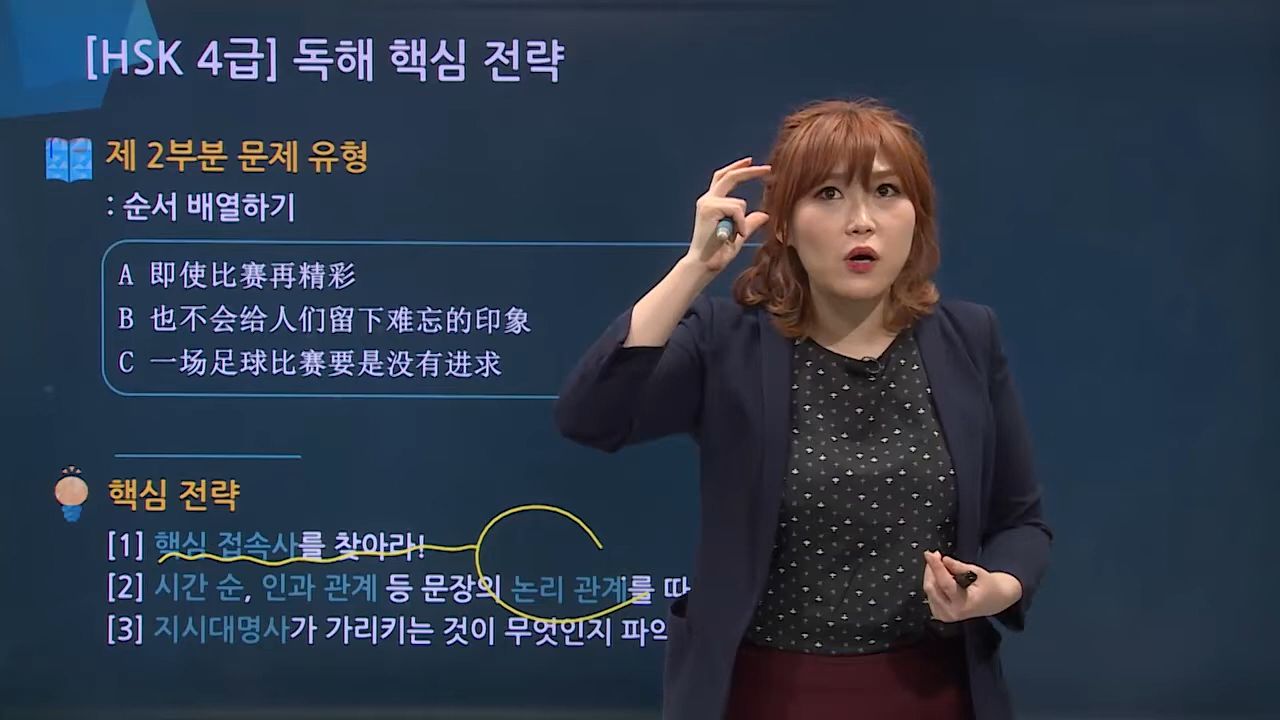 [HSK 4급] 독해 핵심 전략
제 2부분 문제 유형
: 순서 배열하기
A 即使比赛再精彩
B 也不会给人们留下难忘的印象
C 一场足球比赛要是没有进求
핵심 전략
[1] 핵심 접속사를 찾아라!
[2] 시간 순, 인과 관계 등 문장의 논리 관계를 따
[3] 지시대명사가 가리키는 것이 무엇인지 파악